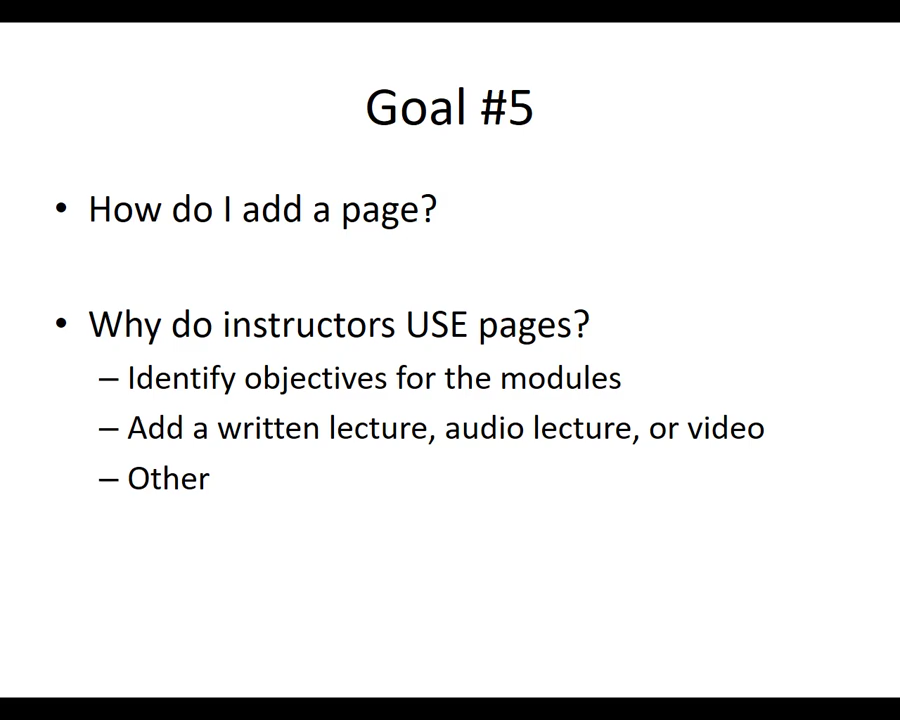 Goal #5
• How do I add a page?
• Why do instructors USE pages?
– Identify objectives for the modules
– Add a written lecture, audio lecture, or video
– Other